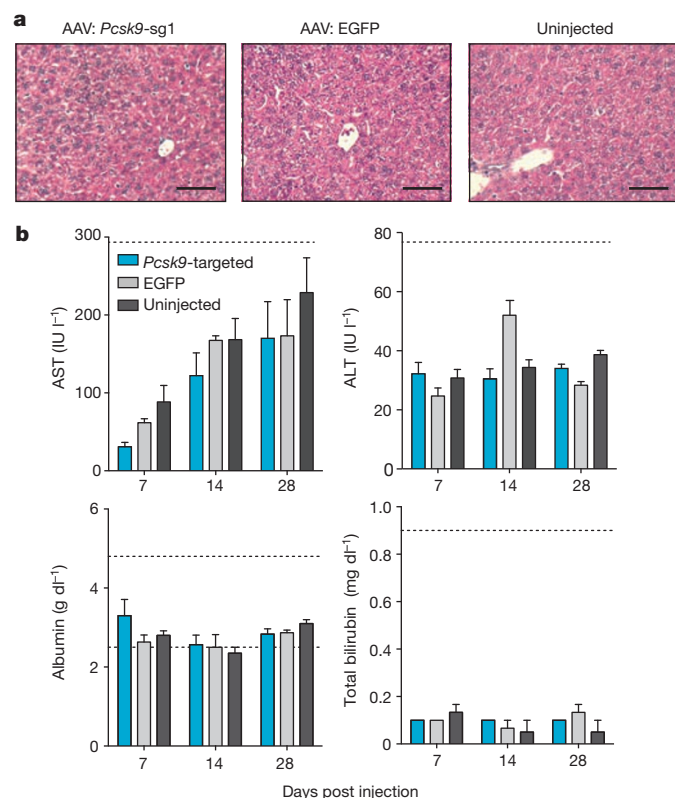 a
AAV: Pcsk9-sg1
AAV: EGFP
Uninjected
b
AST (IU l⁻¹)
300
200
100
0
Pcsk9-targeted
EGFP
Uninjected
7
14
28
ALT (IU l⁻¹)
80
60
40
20
0
7
14
28
Albumin (g dl⁻¹)
6
4
2
0
7
14
28
Total bilirubin (mg dl⁻¹)
1.0
0.8
0.6
0.4
0.2
0
7
14
28
Days post injection